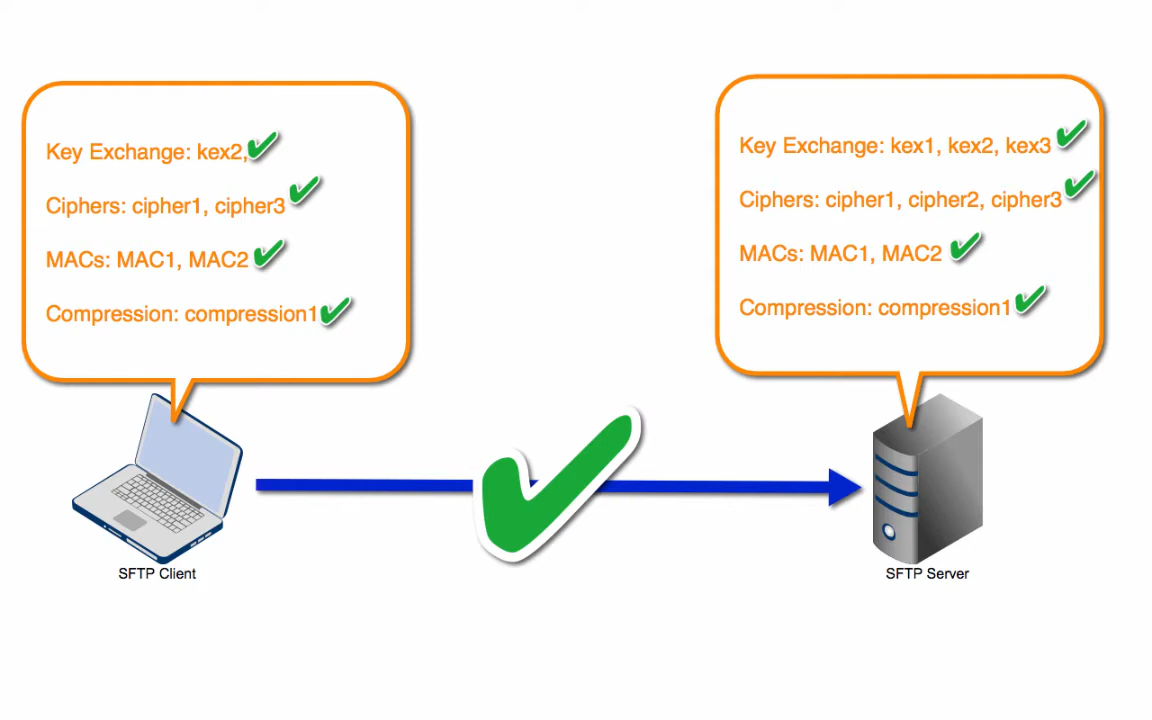 Key Exchange: kex2,
Ciphers: cipher1, cipher3
MACs: MAC1, MAC2
Compression: compression1
Key Exchange: kex1, kex2, kex3
Ciphers: cipher1, cipher2, cipher3
MACs: MAC1, MAC2
Compression: compression1
SFTP Client
SFTP Server